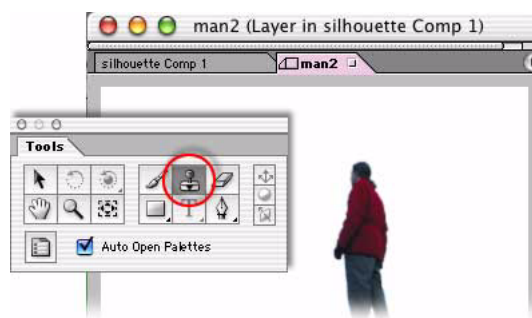 man2 (Layer in silhouette Comp 1)
silhouette Comp 1
man2
Tools
T
Auto Open Palettes